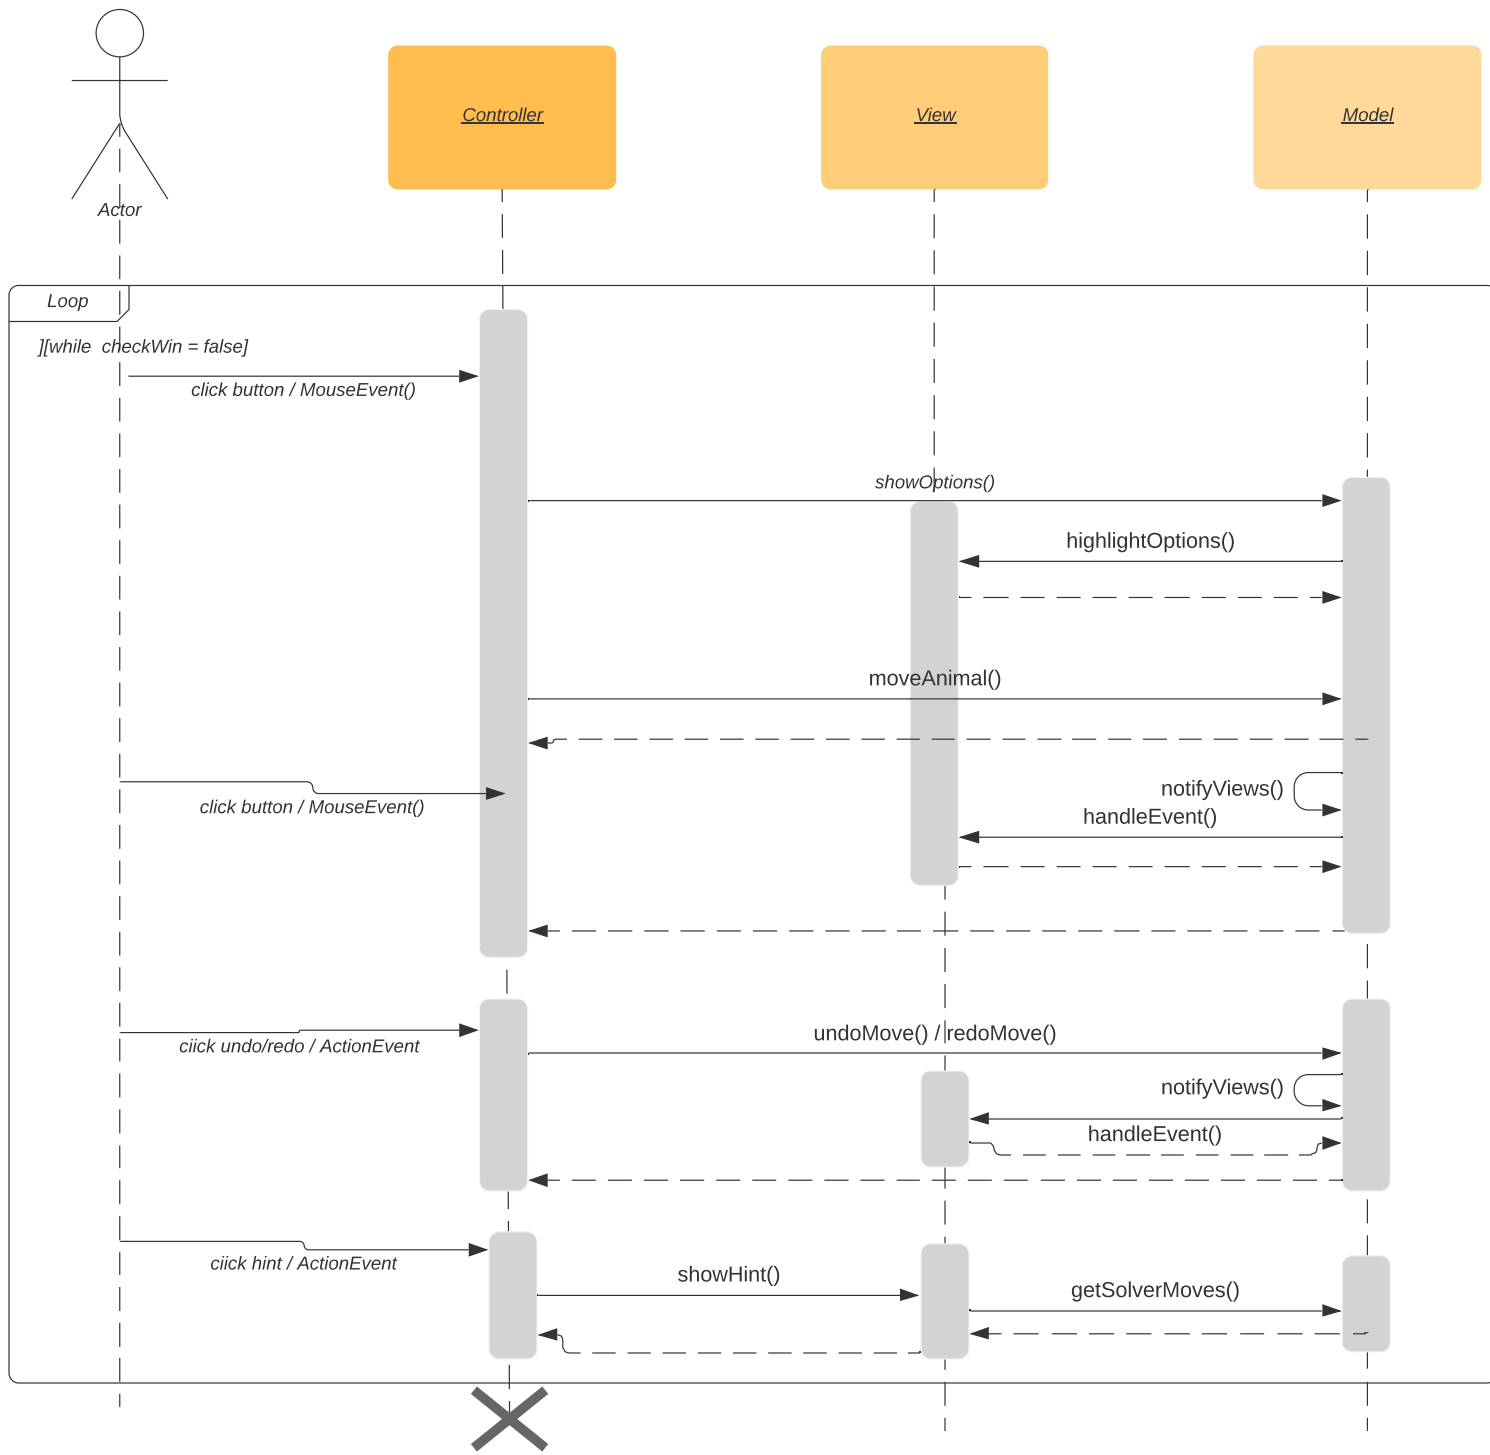 Controller
View
Model
Actor
Loop
][while  checkWin = false]
click button / MouseEvent()
showOptions()
highlightOptions()
moveAnimal()
notifyViews()
click button / MouseEvent()
handleEvent()
undoMove() / redoMove()
ciick undo/redo / ActionEvent
notifyViews()
handleEvent()
ciick hint / ActionEvent
showHint()
getSolverMoves()